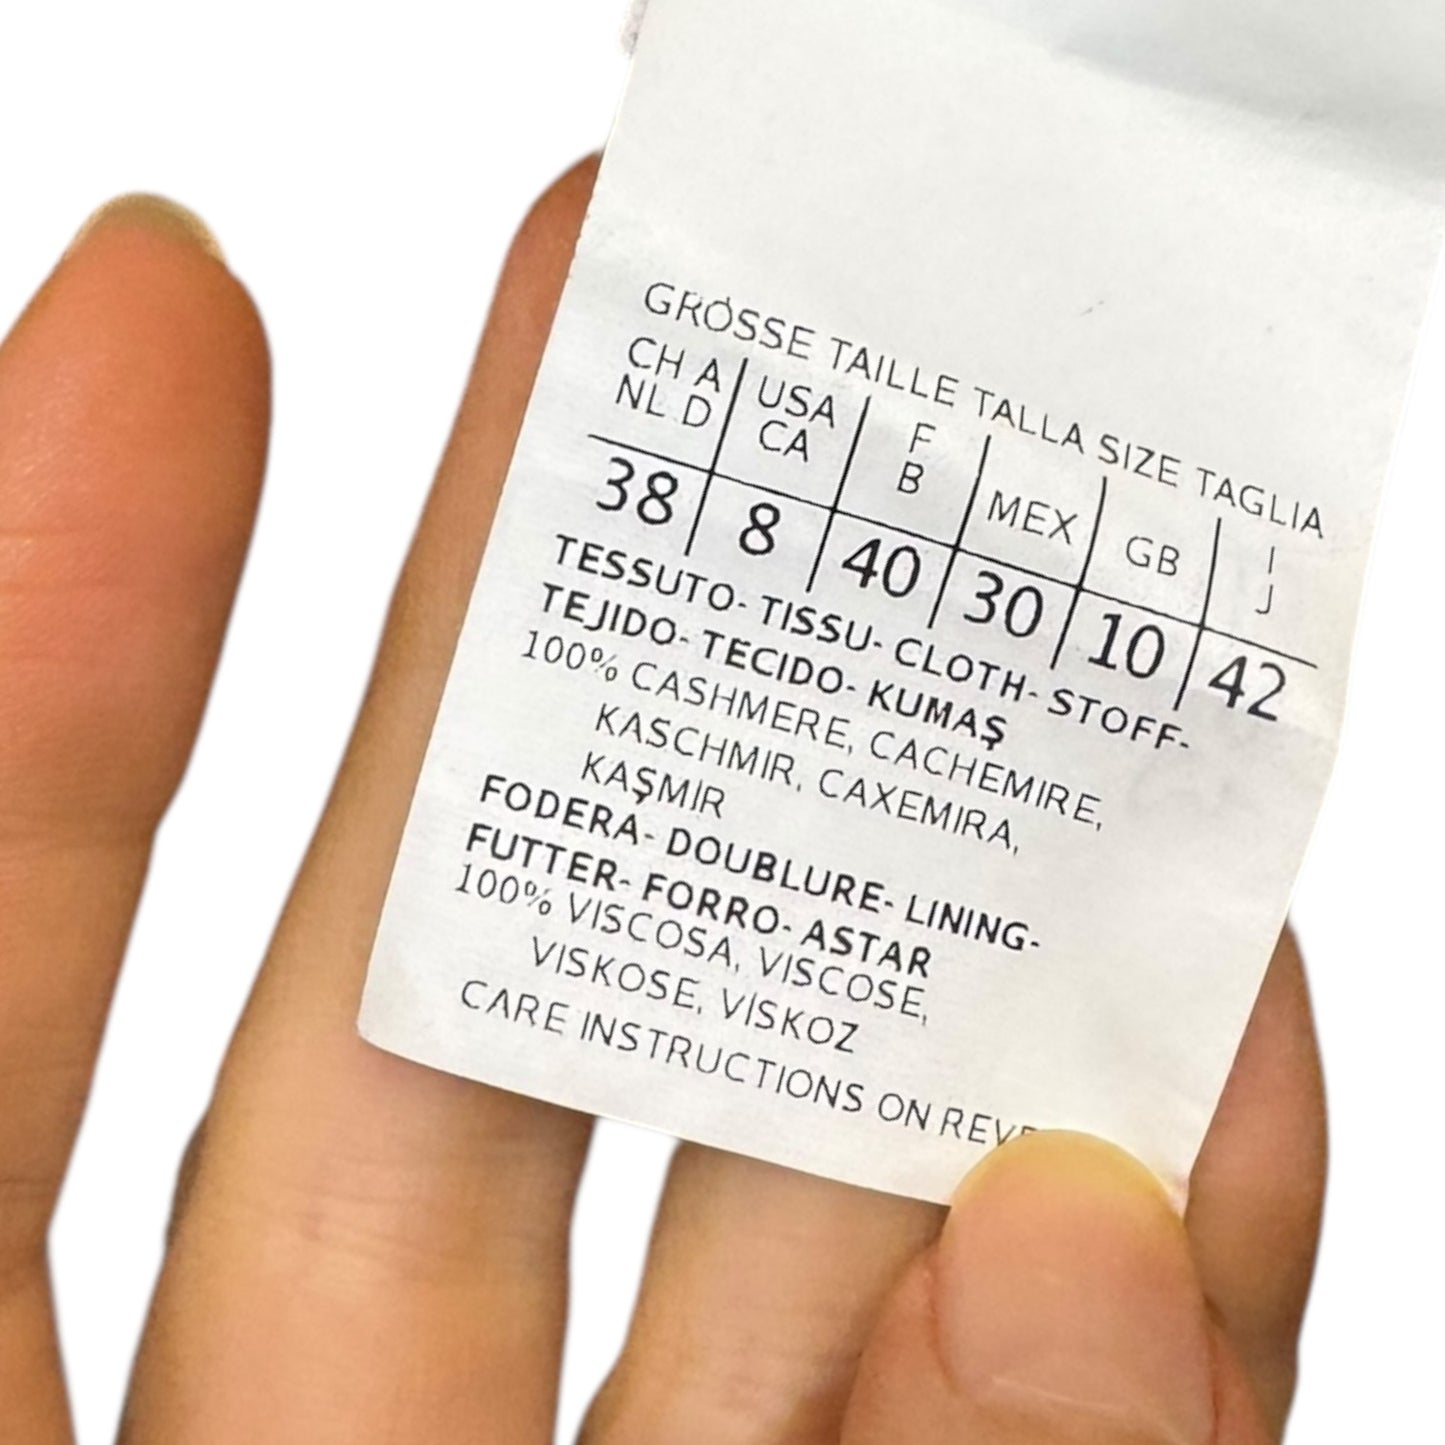 GRÖSSE TAILLE TALLA SIZE TAGLIA
CH A USA F MEX GB I
NL D CA B J
38 8 40 30 10 42
TESSUTO- TISSU- CLOTH- STOFF-
TEJIDO- TECIDO- KUMAŞ
100% CASHMERE, CACHEMIRE,
KASCHMIR, CAXEMIRA,
KAŞMIR
FODERA- DOUBLURE- LINING-
FUTTER- FORRO- ASTAR
100% VISCOSA, VISCOSE,
VISKOSE, VİSKOZ
CARE INSTRUCTIONS ON